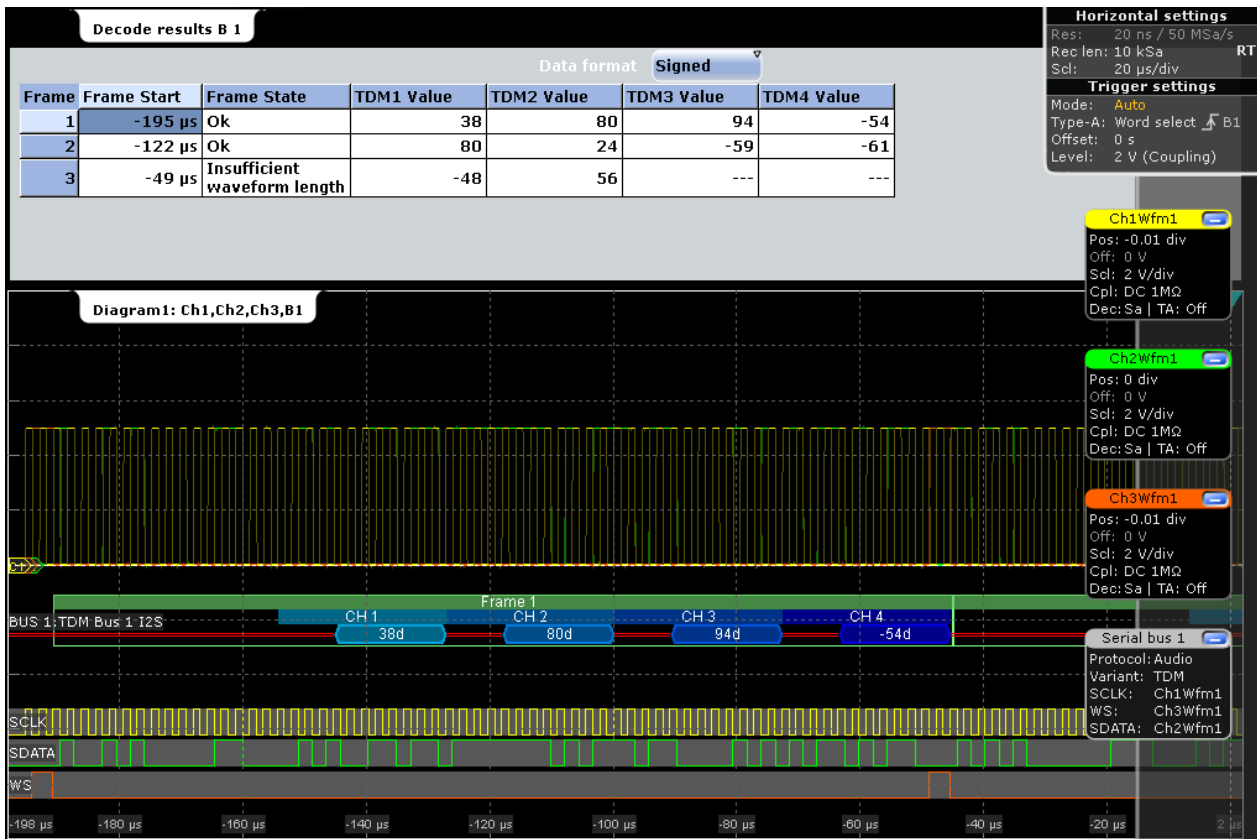 Decode results B 1
Data format Signed
Frame Frame Start Frame State TDM1 Value TDM2 Value TDM3 Value TDM4 Value
1 -195 µs Ok 38 80 94 -54
2 -122 µs Ok 80 24 -59 -61
3 -49 µs Insufficient waveform length -48 56 --- ---
Horizontal settings
Res: 20 ns / 50 MSa/s
Rec len: 10 kSa RT
Scl: 20 µs/div
Trigger settings
Mode: Auto
Type-A: Word select B1
Offset: 0 s
Level: 2 V (Coupling)
Ch1Wfm1
Pos: -0.01 div
Off: 0 V
Scl: 2 V/div
Cpl: DC 1MΩ
Dec: Sa | TA: Off
Diagram1: Ch1,Ch2,Ch3,B1
Ch2Wfm1
Pos: 0 div
Off: 0 V
Scl: 2 V/div
Cpl: DC 1MΩ
Dec: Sa | TA: Off
Ch3Wfm1
Pos: -0.01 div
Off: 0 V
Scl: 2 V/div
Cpl: DC 1MΩ
Dec: Sa | TA: Off
C1
Frame 1
BUS 1:TDM Bus 1 I2S
CH 1 CH 2 CH 3 CH 4
38d 80d 94d -54d
Serial bus 1
Protocol: Audio
Variant: TDM
SCLK: Ch1Wfm1
WS: Ch3Wfm1
SDATA: Ch2Wfm1
SCLK
SDATA
WS
-198 µs -180 µs -160 µs -140 µs -120 µs -100 µs -80 µs -60 µs -40 µs -20 µs 2 µs